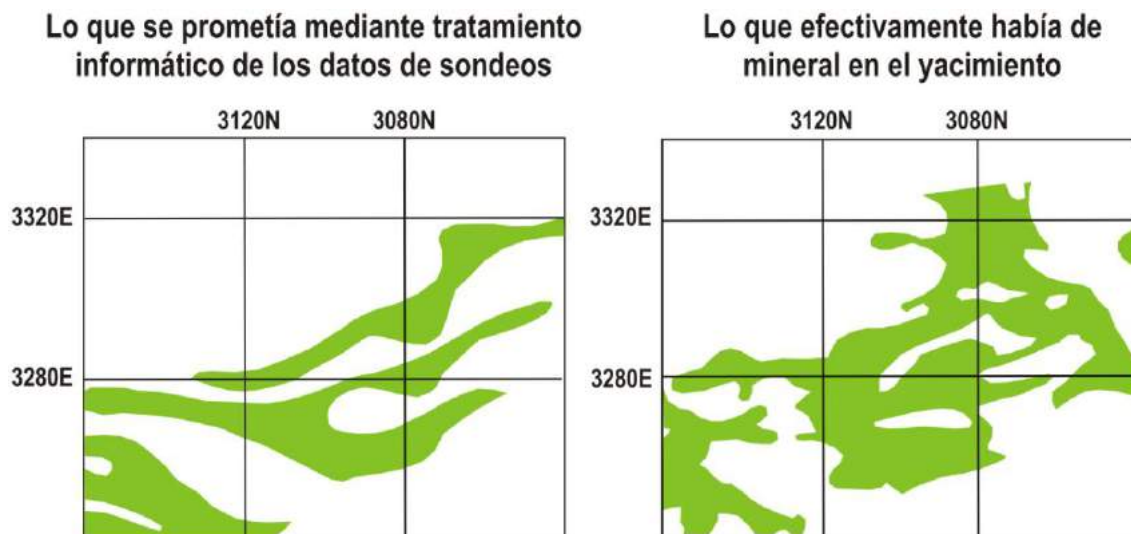 Lo que se prometía mediante tratamiento
informático de los datos de sondeos
3120N 3080N
3320E
3280E
Lo que efectivamente había de
mineral en el yacimiento
3120N 3080N
3320E
3280E